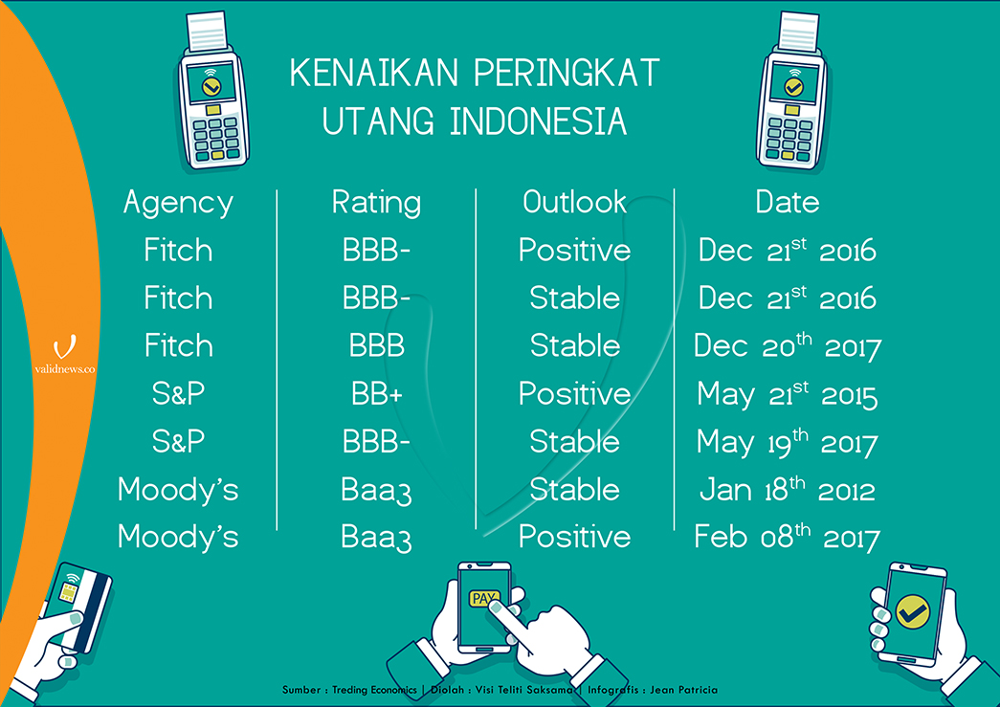 KENAIKAN PERINGKAT
UTANG INDONESIA
Agency Rating Outlook Date
Fitch BBB- Positive Dec 21st 2016
Fitch BBB- Stable Dec 21st 2016
Fitch BBB Stable Dec 20th 2017
validnews.co
S&P BB+ Positive May 21st 2015
S&P BBB- Stable May 19th 2017
Moody's Baa3 Stable Jan 18th 2012
Moody's Baa3 Positive Feb 08th 2017
PAY
Sumber : Treding Economics | Diolah : Visi Teliti Saksama | Infografis : Jean Patricia